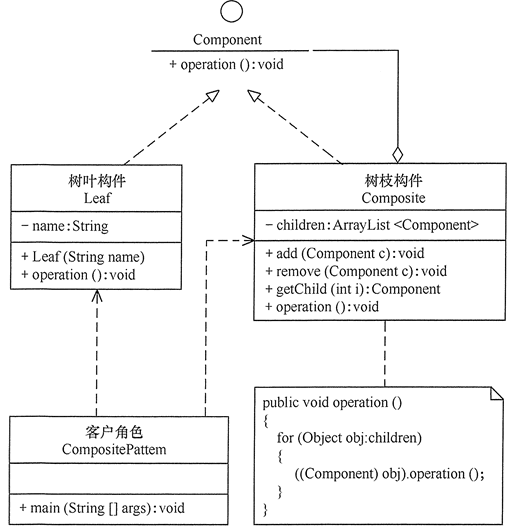 Component
+ operation ():void
树叶构件
Leaf
- name:String
+ Leaf (String name)
+ operation ():void
树枝构件
Composite
- children:ArrayList <Component>
+ add (Component c):void
+ remove (Component c):void
+ getChild (int i):Component
+ operation ():void
客户角色
CompositePattem
+ main (String [] args):void
public void operation ()
{
for (Object obj:children)
{
((Component) obj).operation ();
}
}